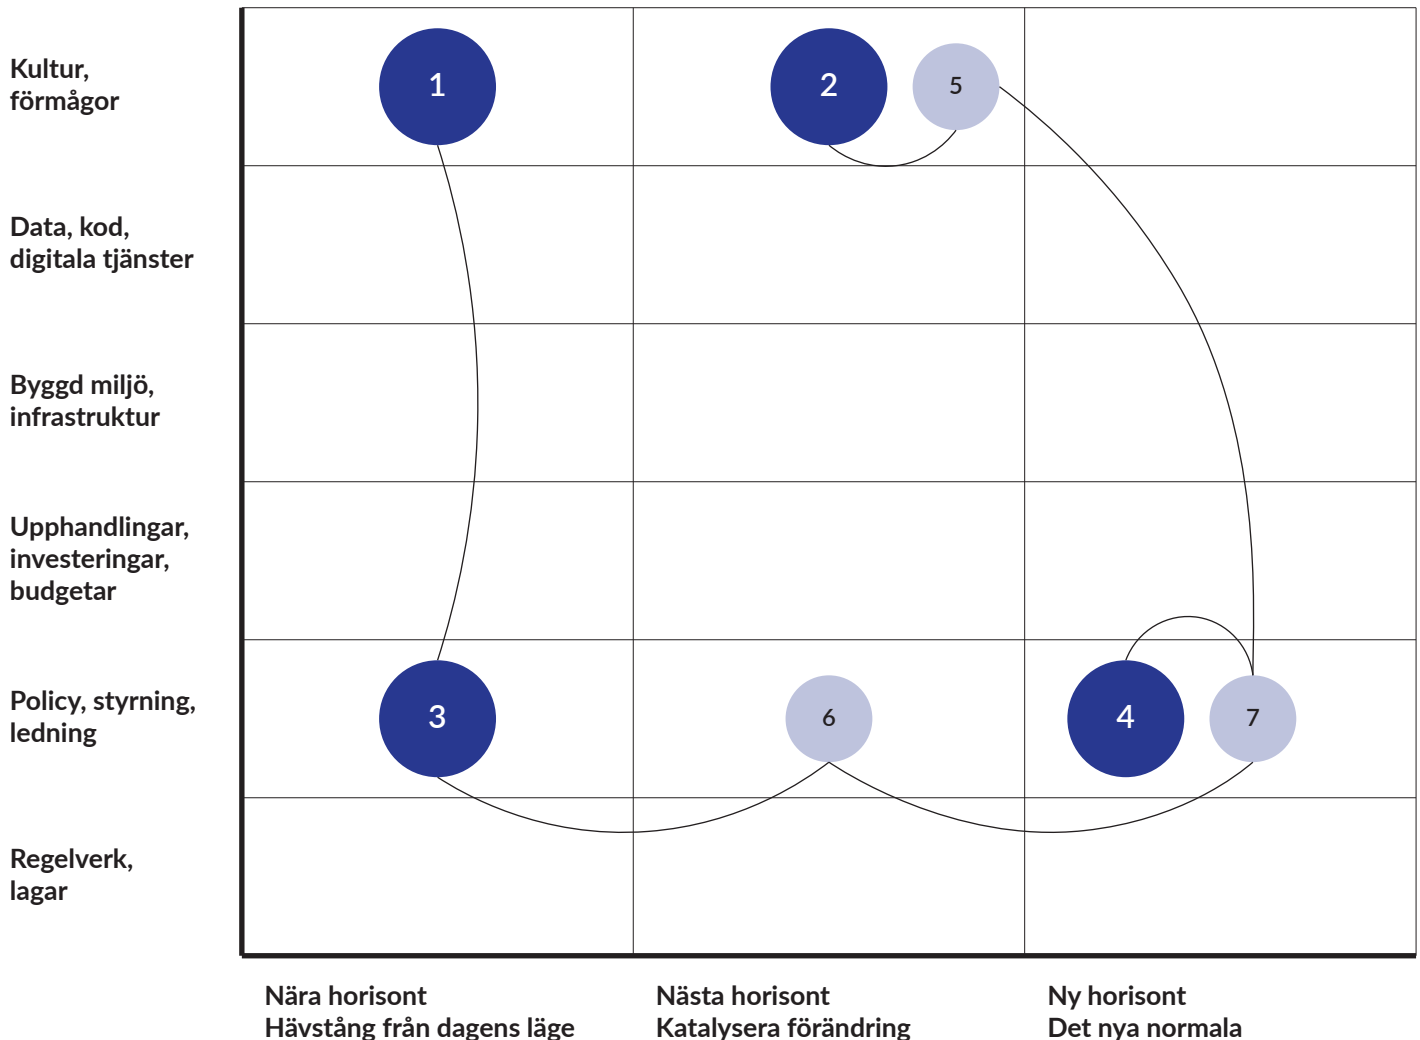 Kultur,
förmågor
1
2
5
Data, kod,
digitala tjänster
Byggd miljö,
infrastruktur
Upphandlingar,
investeringar,
budgetar
Policy, styrning,
ledning
3
6
4
7
Regelverk,
lagar
Nära horisont
Hävstång från dagens läge
Nästa horisont
Katalysera förändring
Ny horisont
Det nya normala